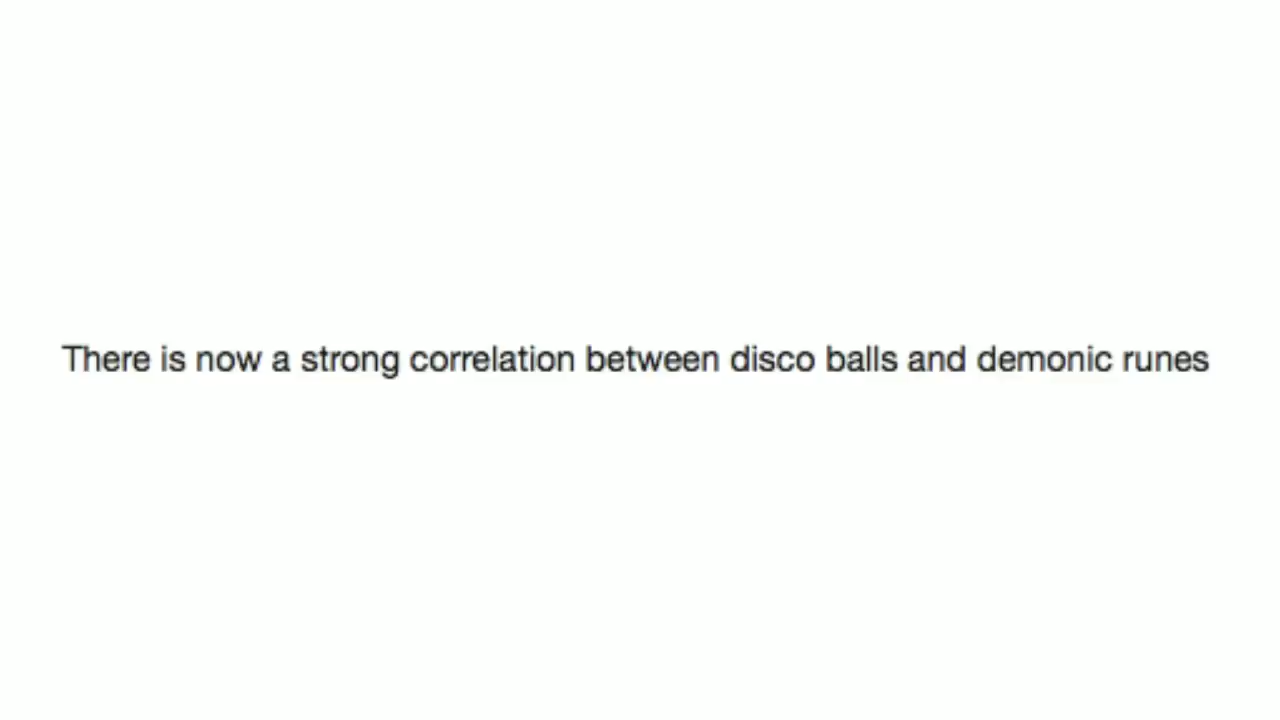 There is now a strong correlation between disco balls and demonic runes